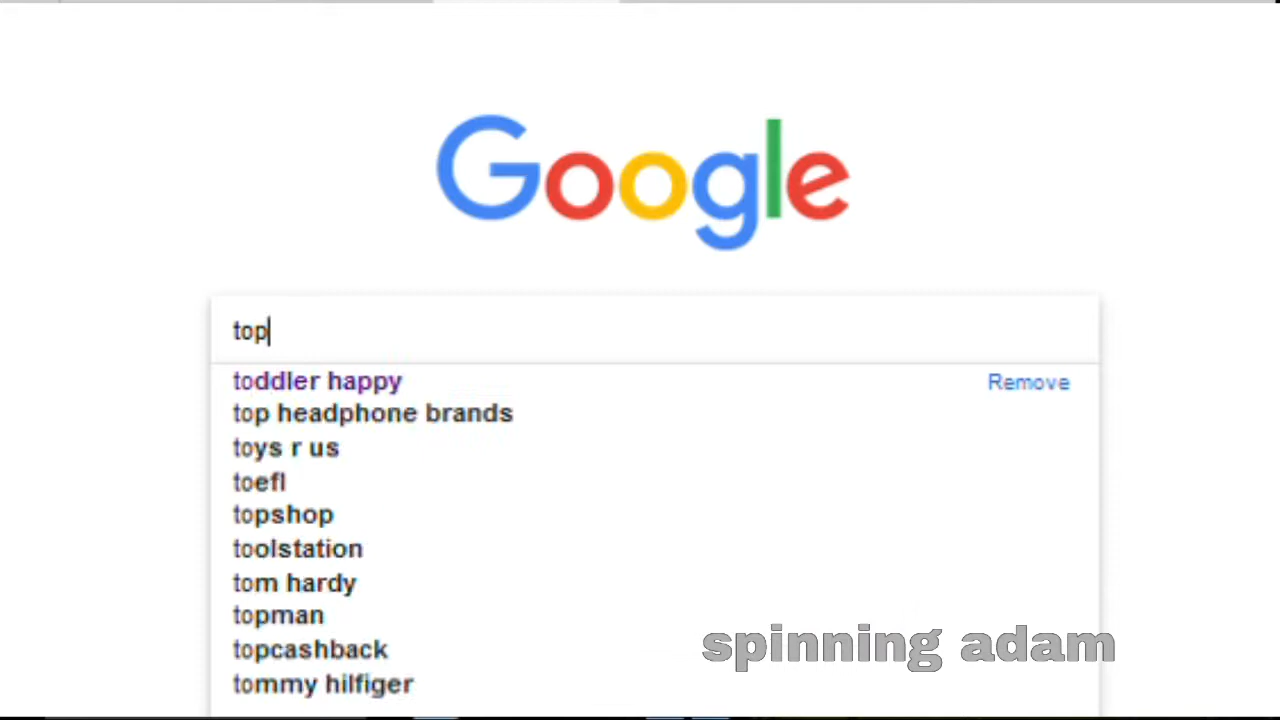 Google
top
toddler happy
Remove
top headphone brands
toys r us
toefl
topshop
toolstation
tom hardy
topman
topcashback
tommy hilfiger
spinning adam